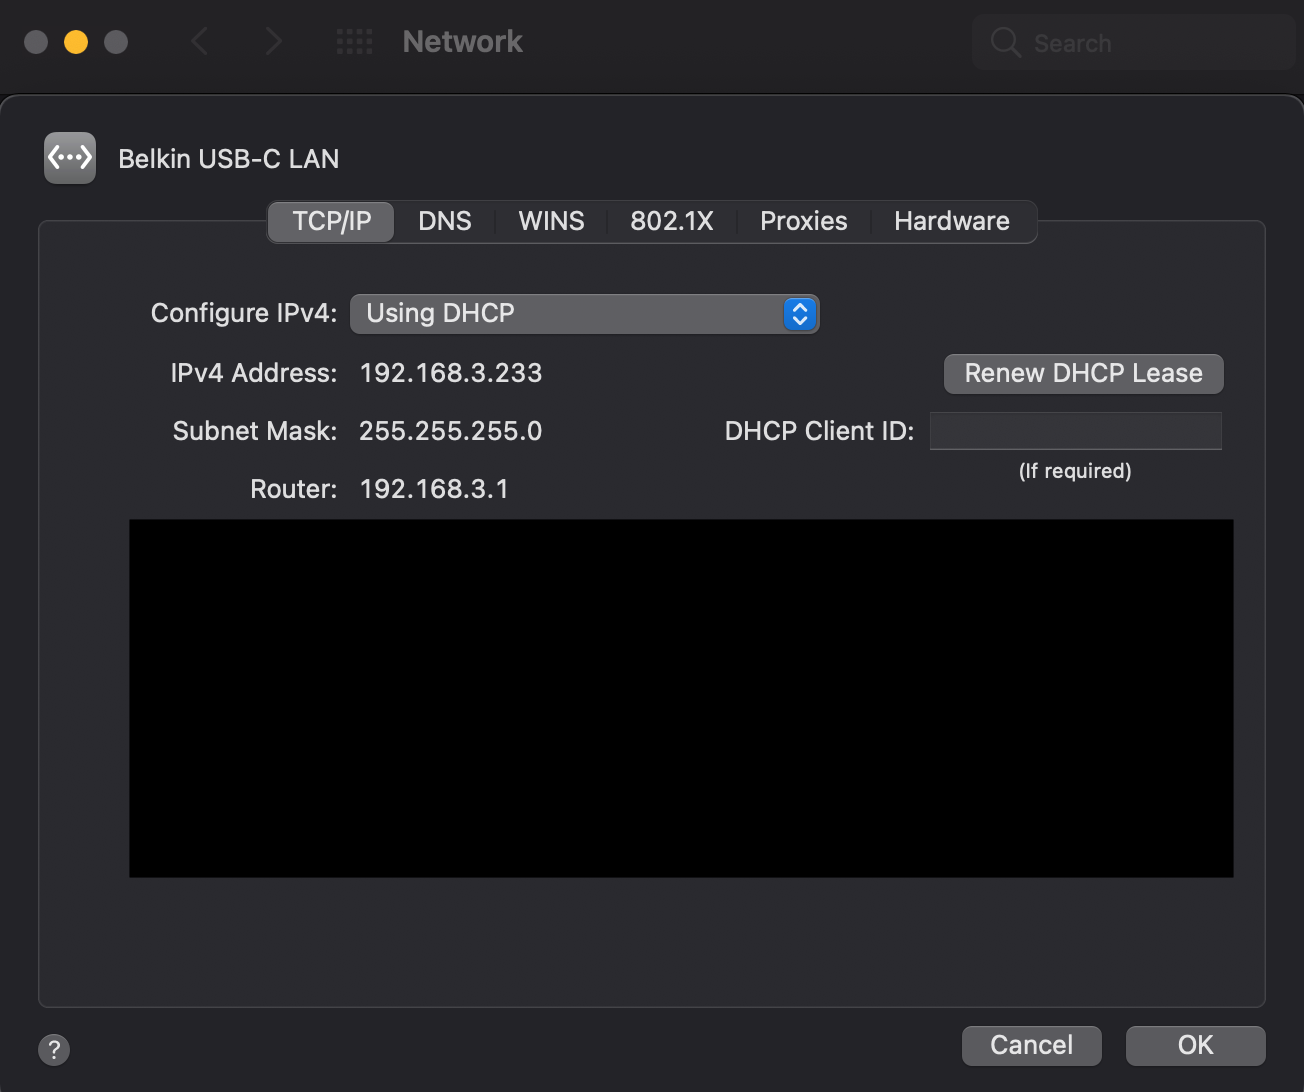 Network
Search
Belkin USB-C LAN
TCP/IP DNS WINS 802.1X Proxies Hardware
Configure IPv4: Using DHCP
IPv4 Address: 192.168.3.233 Renew DHCP Lease
Subnet Mask: 255.255.255.0 DHCP Client ID:
(If required)
Router: 192.168.3.1
? Cancel OK